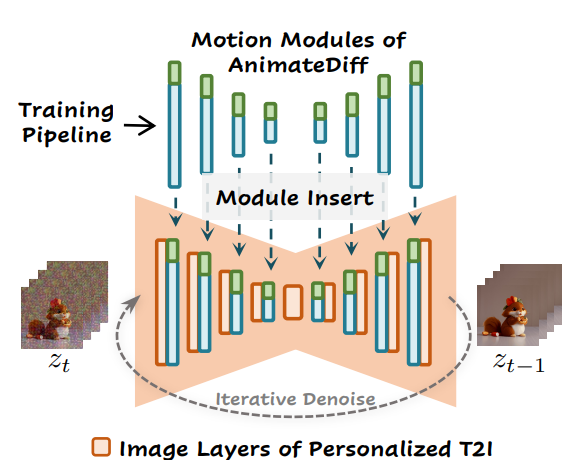 Motion Modules of
AnimateDiff
Training
Pipeline
Module Insert
z_t
z_{t-1}
Iterative Denoise
Image Layers of Personalized T2I